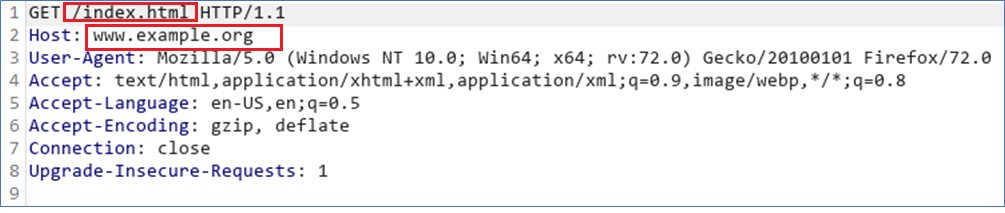 1 GET /index.html HTTP/1.1
2 Host: www.example.org
3 User-Agent: Mozilla/5.0 (Windows NT 10.0; Win64; x64; rv:72.0) Gecko/20100101 Firefox/72.0
4 Accept: text/html,application/xhtml+xml,application/xml;q=0.9,image/webp,*/*;q=0.8
5 Accept-Language: en-US,en;q=0.5
6 Accept-Encoding: gzip, deflate
7 Connection: close
8 Upgrade-Insecure-Requests: 1
9